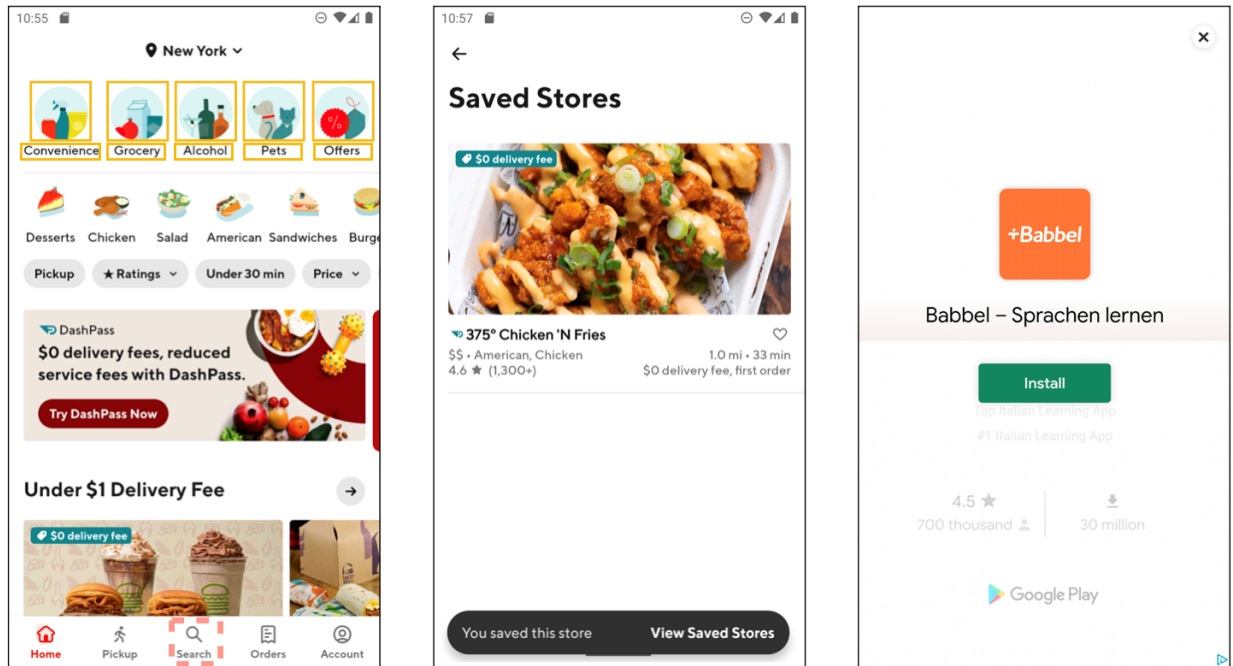 10:55
New York
Convenience Grocery Alcohol Pets Offers
%
Desserts Chicken Salad American Sandwiches Burge
Pickup ★ Ratings Under 30 min Price
DashPass
$0 delivery fees, reduced
service fees with DashPass.
Try DashPass Now
Under $1 Delivery Fee
$0 delivery fee
Home Pickup Search Orders Account
10:57
Saved Stores
$0 delivery fee
375° Chicken 'N Fries
$$ • American, Chicken 1.0 mi • 33 min
4.6 ★ (1,300+) $0 delivery fee, first order
You saved this store View Saved Stores
+Babbel
Babbel – Sprachen lernen
Install
Top Italian Learning App
#1 Italian Learning App
4.5 ★
700 thousand 30 million
Google Play